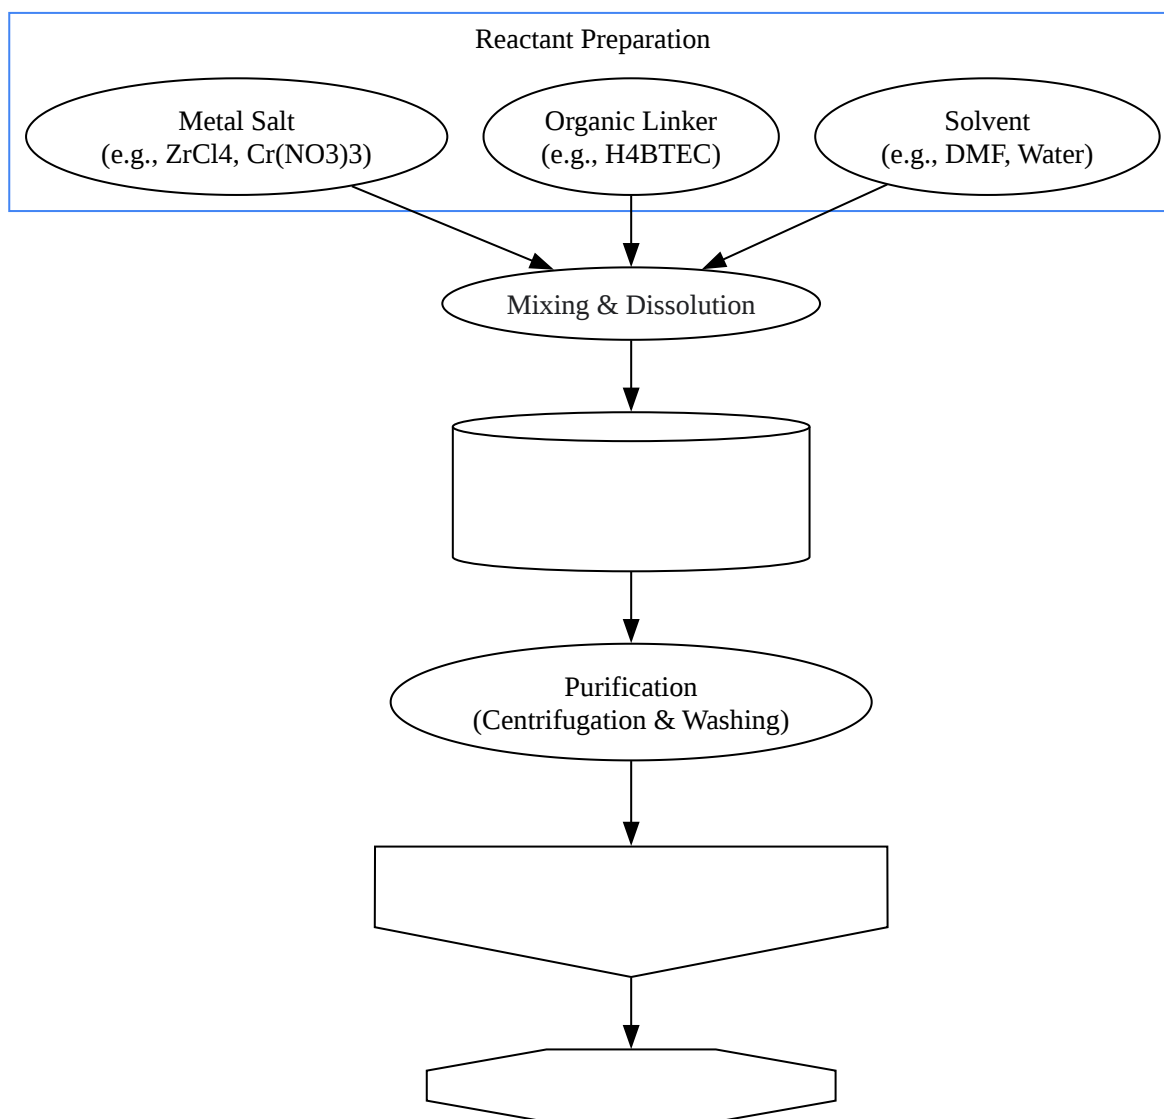 Reactant Preparation
Metal Salt
(e.g., ZrCl4, Cr(NO3)3)
Organic Linker
(e.g., H4BTEC)
Solvent
(e.g., DMF, Water)
Mixing & Dissolution
Purification
(Centrifugation & Washing)